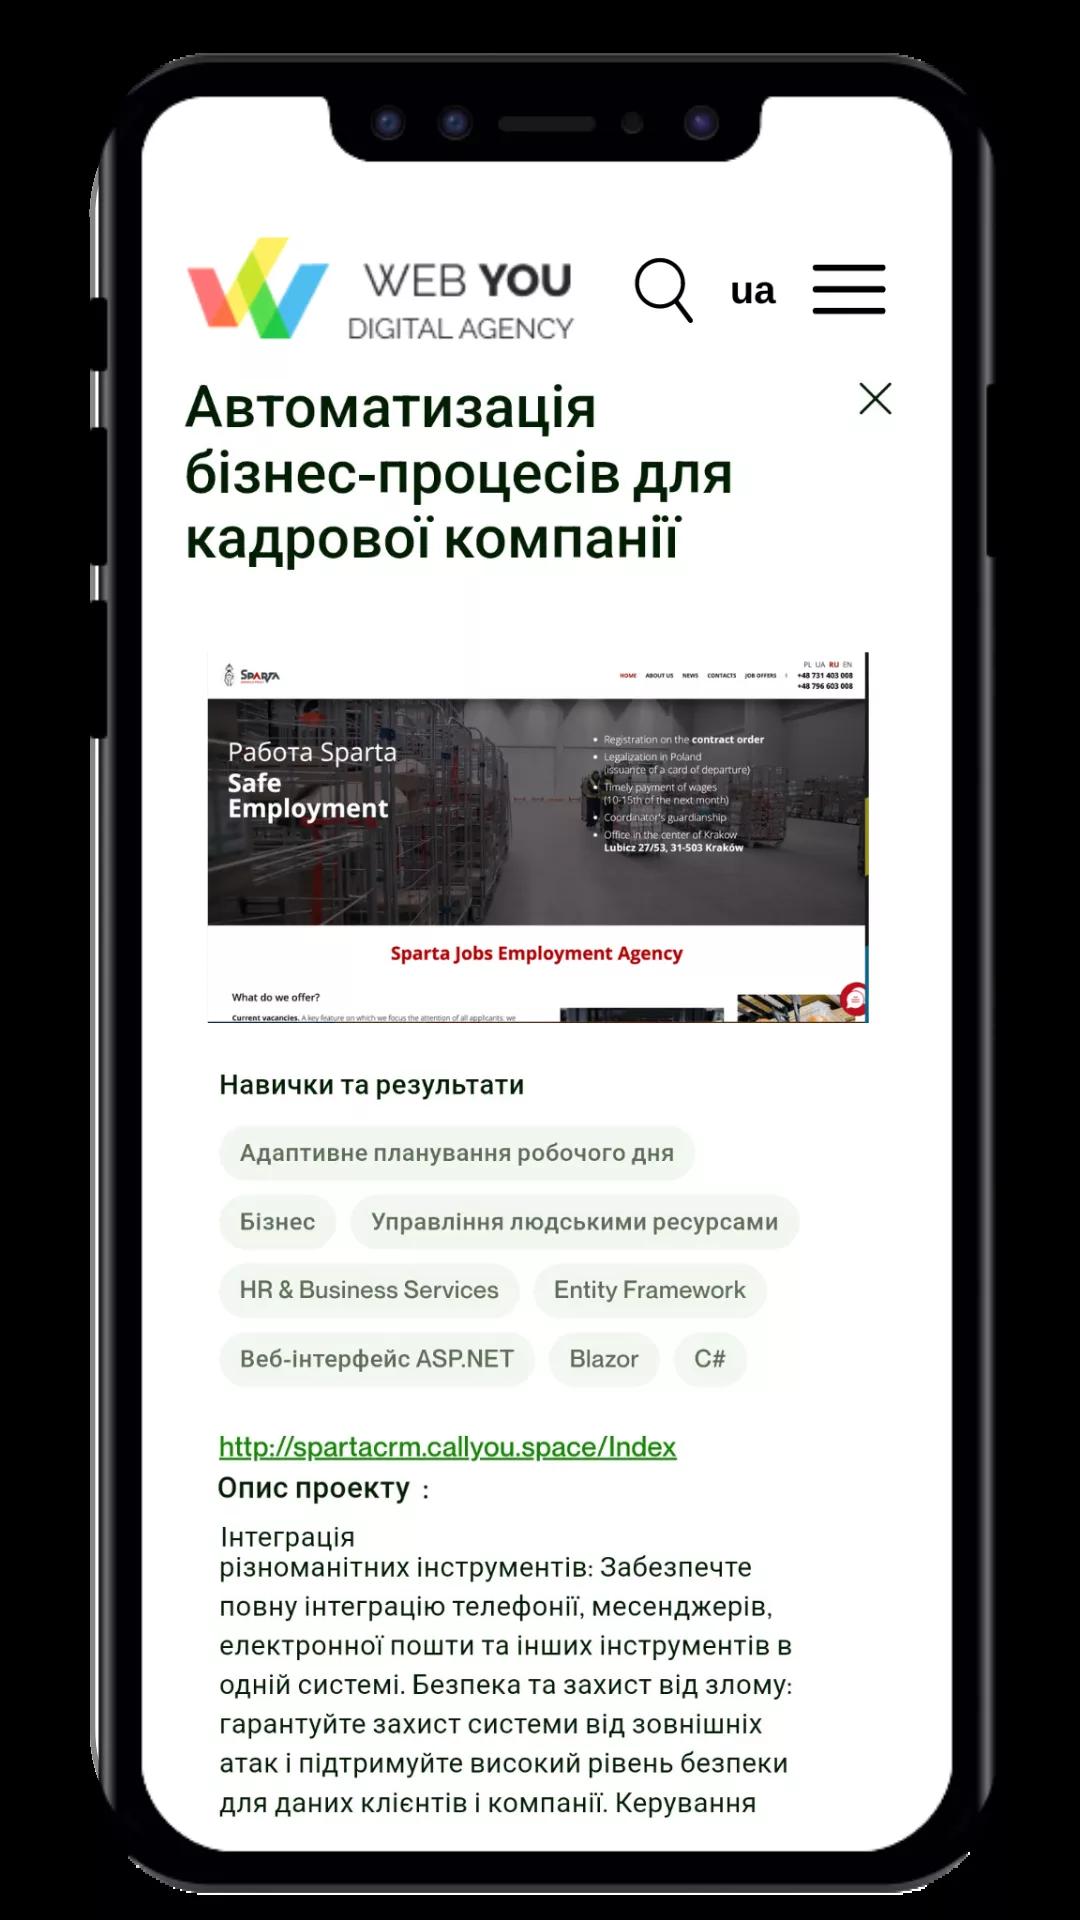 WEB YOU
DIGITAL AGENCY
ua
Автоматизація
бізнес-процесів для
кадрової компанії
SPARTA
HOME ABOUT US NEWS CONTACTS JOB OFFERS
PL UA RU EN
+48 731 403 008
+48 796 603 008
Работа Sparta
Safe
Employment
Registration on the contract order
Legalization in Poland
(issuance of a card of departure)
Timely payment of wages
(10-15th of the next month)
Coordinator's guardianship
Office in the center of Krakow
Lubicz 27/53, 31-503 Kraków
Sparta Jobs Employment Agency
What do we offer?
Current vacancies. A key feature on which we focus the attention of all applicants: we
Навички та результати
Адаптивне планування робочого дня
Бізнес Управління людськими ресурсами
HR & Business Services Entity Framework
Веб-інтерфейс ASP.NET Blazor C#
http://spartacrm.callyou.space/Index
Опис проекту :
Інтеграція
різноманітних інструментів: Забезпечте
повну інтеграцію телефонії, месенджерів,
електронної пошти та інших інструментів в
одній системі. Безпека та захист від злому:
гарантуйте захист системи від зовнішніх
атак і підтримуйте високий рівень безпеки
для даних клієнтів і компанії. Керування